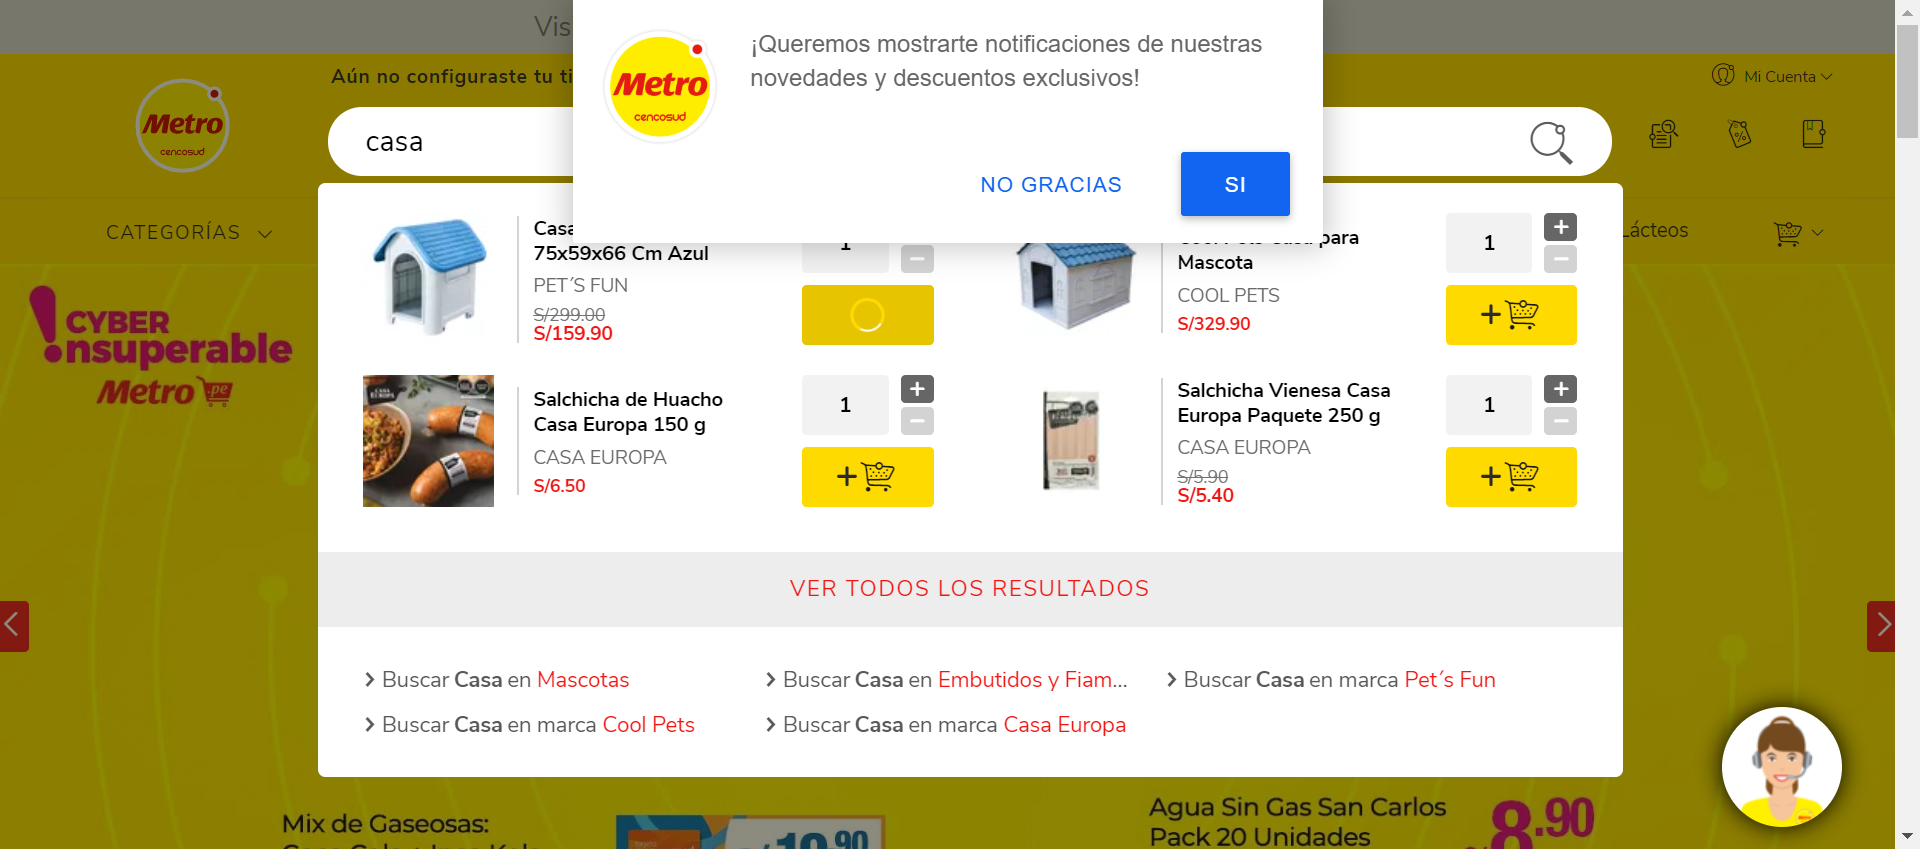 Vis
¡Queremos mostrarte notificaciones de nuestras
novedades y descuentos exclusivos!
Metro
cencosud
NO GRACIAS
SI
Aún no configuraste tu ti
Mi Cuenta
Metro
cencosud
casa
CATEGORÍAS
Lácteos
Casa
75x59x66 Cm Azul
PET´S FUN
S/299.00
S/159.90
1
Cool Pets Casa para
Mascota
COOL PETS
S/329.90
1
Salchicha de Huacho
Casa Europa 150 g
CASA EUROPA
S/6.50
1
Salchicha Vienesa Casa
Europa Paquete 250 g
CASA EUROPA
S/5.90
S/5.40
1
CYBER
!nsuperable
Metro .pe
VER TODOS LOS RESULTADOS
Buscar Casa en Mascotas
Buscar Casa en Embutidos y Fiam...
Buscar Casa en marca Pet´s Fun
Buscar Casa en marca Cool Pets
Buscar Casa en marca Casa Europa
Mix de Gaseosas:
Agua Sin Gas San Carlos
Pack 20 Unidades
8.90